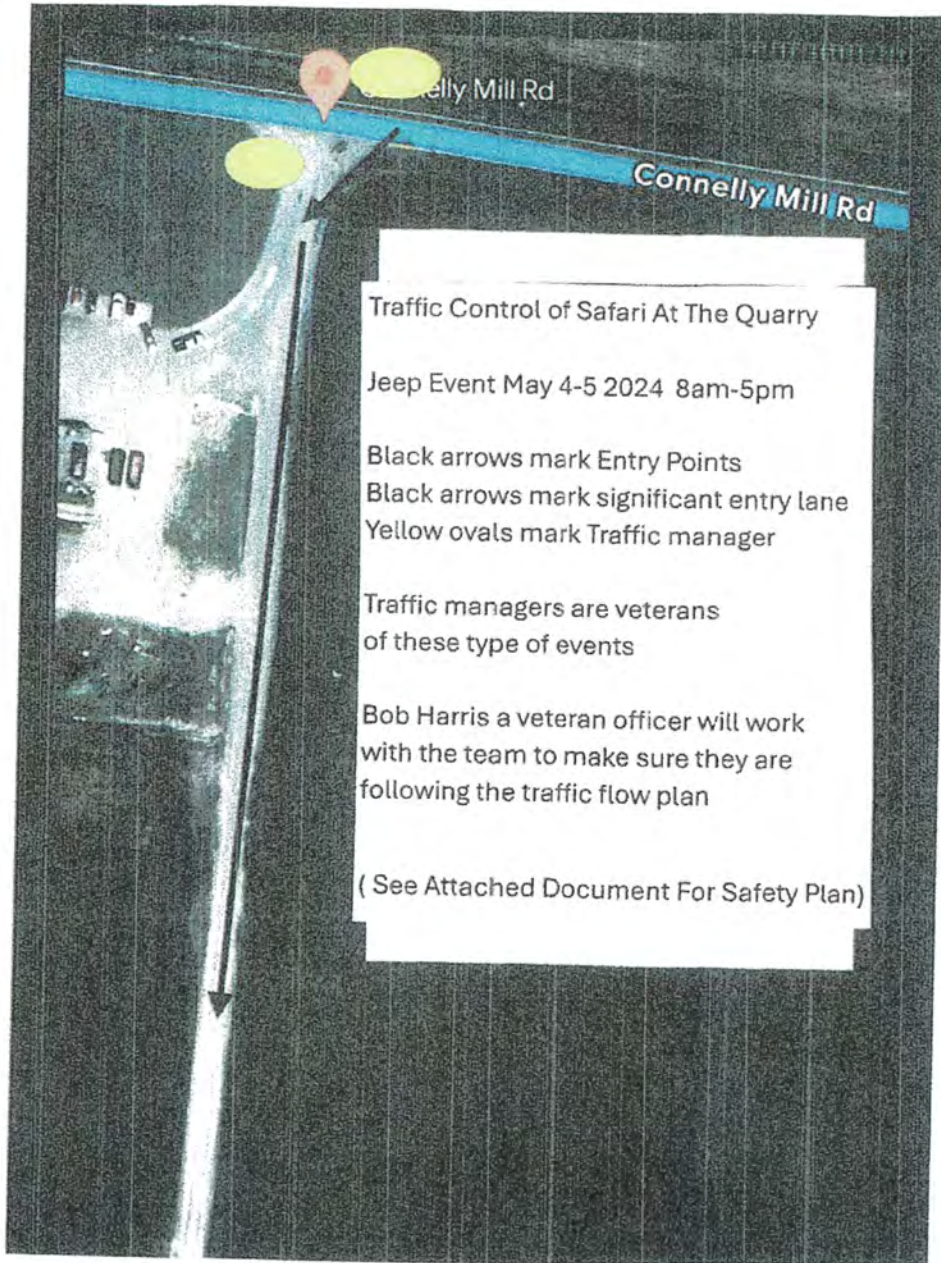 elly Mill Rd
Connelly Mill Rd
Traffic Control of Safari At The Quarry
Jeep Event May 4-5 2024 8am-5pm
Black arrows mark Entry Points
Black arrows mark significant entry lane
Yellow ovals mark Traffic manager
Traffic managers are veterans
of these type of events
Bob Harris a veteran officer will work
with the team to make sure they are
following the traffic flow plan
( See Attached Document For Safety Plan)